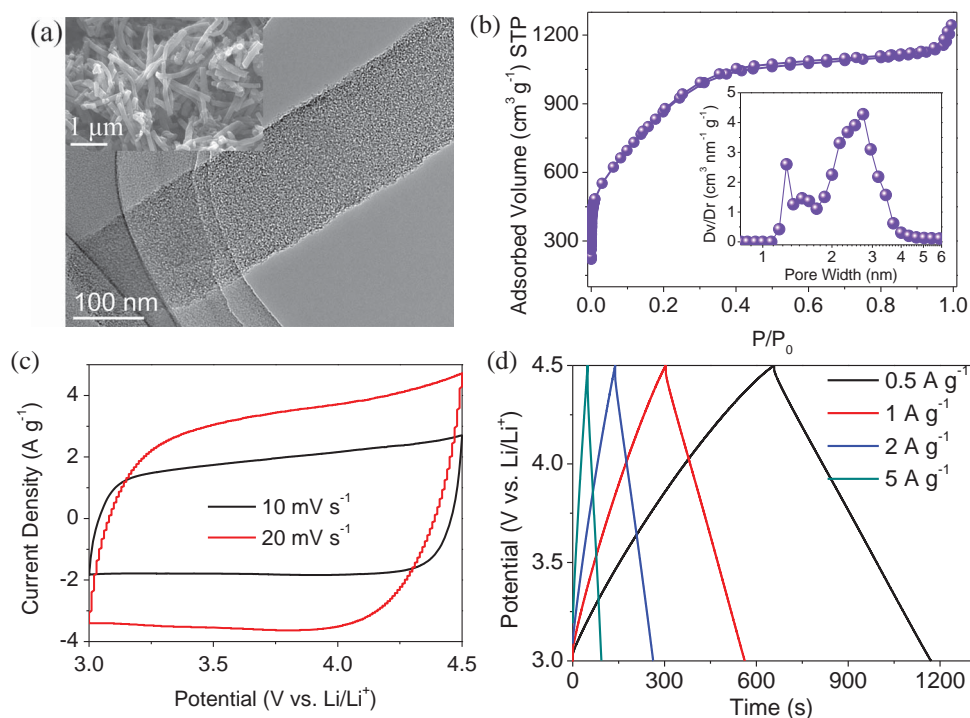 (a)
1 µm
100 nm
(b)
Adsorbed Volume (cm³ g⁻¹) STP
1200
900
600
300
0.0 0.2 0.4 0.6 0.8 1.0
P/P₀
Dv/Dr (cm³ nm⁻¹ g⁻¹)
5
4
3
2
1
0
1 2 3 4 5 6
Pore Width (nm)
(c)
Current Density (A g⁻¹)
4
2
0
-2
-4
10 mV s⁻¹
20 mV s⁻¹
3.0 3.5 4.0 4.5
Potential (V vs. Li/Li⁺)
(d)
Potential (V vs. Li/Li⁺)
4.5
4.0
3.5
3.0
0.5 A g⁻¹
1 A g⁻¹
2 A g⁻¹
5 A g⁻¹
0 300 600 900 1200
Time (s)